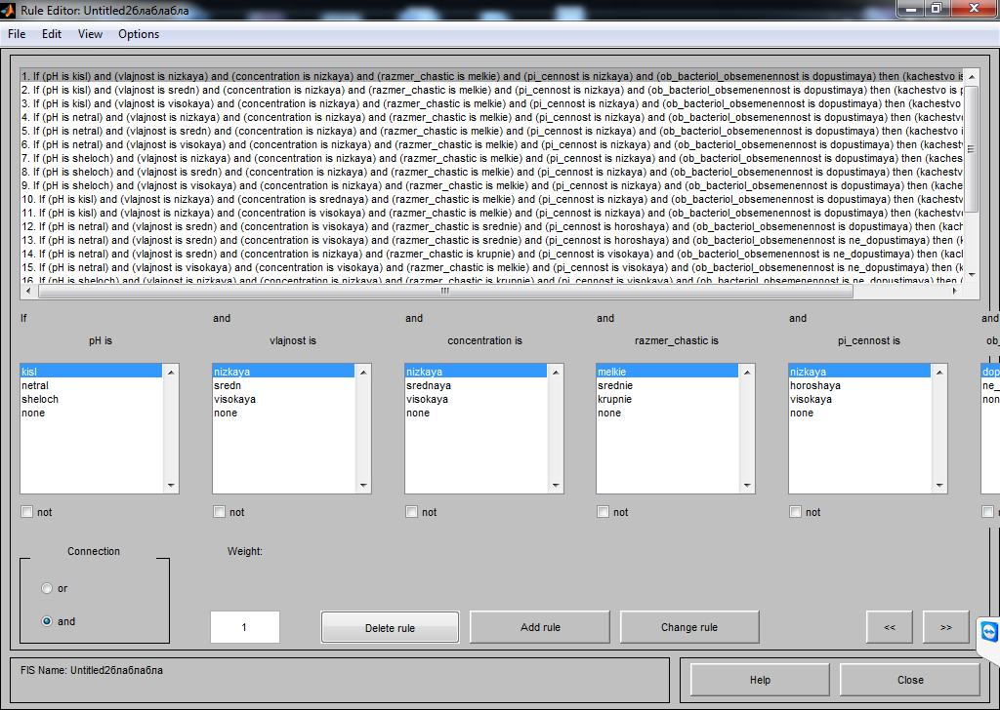 Rule Editor: Untitled2блаблабла
File Edit View Options
1. If (pH is kisl) and (vlajnost is nizkaya) and (concentration is nizkaya) and (razmer_chastic is melkie) and (pi_cennost is nizkaya) and (ob_bacteriol_obsemenennost is dopustimaya) then (kachestvo is
2. If (pH is kisl) and (vlajnost is sredn) and (concentration is nizkaya) and (razmer_chastic is melkie) and (pi_cennost is nizkaya) and (ob_bacteriol_obsemenennost is dopustimaya) then (kachestvo is p
3. If (pH is kisl) and (vlajnost is visokaya) and (concentration is nizkaya) and (razmer_chastic is melkie) and (pi_cennost is nizkaya) and (ob_bacteriol_obsemenennost is dopustimaya) then (kachestvo
4. If (pH is netral) and (vlajnost is nizkaya) and (concentration is nizkaya) and (razmer_chastic is melkie) and (pi_cennost is nizkaya) and (ob_bacteriol_obsemenennost is dopustimaya) then (kachestvo
5. If (pH is netral) and (vlajnost is sredn) and (concentration is nizkaya) and (razmer_chastic is melkie) and (pi_cennost is nizkaya) and (ob_bacteriol_obsemenennost is dopustimaya) then (kachestvo i
6. If (pH is netral) and (vlajnost is visokaya) and (concentration is nizkaya) and (razmer_chastic is melkie) and (pi_cennost is nizkaya) and (ob_bacteriol_obsemenennost is dopustimaya) then (kachestv
7. If (pH is sheloch) and (vlajnost is nizkaya) and (concentration is nizkaya) and (razmer_chastic is melkie) and (pi_cennost is nizkaya) and (ob_bacteriol_obsemenennost is dopustimaya) then (kaches
8. If (pH is sheloch) and (vlajnost is sredn) and (concentration is nizkaya) and (razmer_chastic is melkie) and (pi_cennost is nizkaya) and (ob_bacteriol_obsemenennost is dopustimaya) then (kachestv
9. If (pH is sheloch) and (vlajnost is visokaya) and (concentration is nizkaya) and (razmer_chastic is melkie) and (pi_cennost is nizkaya) and (ob_bacteriol_obsemenennost is dopustimaya) then (kaches
10. If (pH is kisl) and (vlajnost is nizkaya) and (concentration is srednaya) and (razmer_chastic is melkie) and (pi_cennost is nizkaya) and (ob_bacteriol_obsemenennost is dopustimaya) then (kachestv
11. If (pH is kisl) and (vlajnost is nizkaya) and (concentration is visokaya) and (razmer_chastic is melkie) and (pi_cennost is nizkaya) and (ob_bacteriol_obsemenennost is dopustimaya) then (kachestv
12. If (pH is netral) and (vlajnost is sredn) and (concentration is visokaya) and (razmer_chastic is srednie) and (pi_cennost is horoshaya) and (ob_bacteriol_obsemenennost is dopustimaya) then (kach
13. If (pH is netral) and (vlajnost is sredn) and (concentration is visokaya) and (razmer_chastic is srednie) and (pi_cennost is horoshaya) and (ob_bacteriol_obsemenennost is ne_dopustimaya) then (k
14. If (pH is netral) and (vlajnost is sredn) and (concentration is nizkaya) and (razmer_chastic is krupnie) and (pi_cennost is visokaya) and (ob_bacteriol_obsemenennost is ne_dopustimaya) then (kac
15. If (pH is netral) and (vlajnost is visokaya) and (concentration is visokaya) and (razmer_chastic is melkie) and (pi_cennost is visokaya) and (ob_bacteriol_obsemenennost is ne_dopustimaya) then (k
16. If (pH is sheloch) and (vlajnost is nizkaya) and (concentration is nizkaya) and (razmer_chastic is krupnie) and (pi_cennost is visokaya) and (ob_bacteriol_obsemenennost is ne_dopustimaya) then (k
If and and and and and
pH is vlajnost is concentration is razmer_chastic is pi_cennost is ob_
kisl nizkaya nizkaya melkie nizkaya dop
netral sredn srednaya srednie horoshaya ne_
sheloch visokaya visokaya krupnie visokaya non
none none none none none
not not not not not
Connection Weight:
or
and 1 Delete rule Add rule Change rule << >>
FIS Name: Untitled2блаблабла Help Close